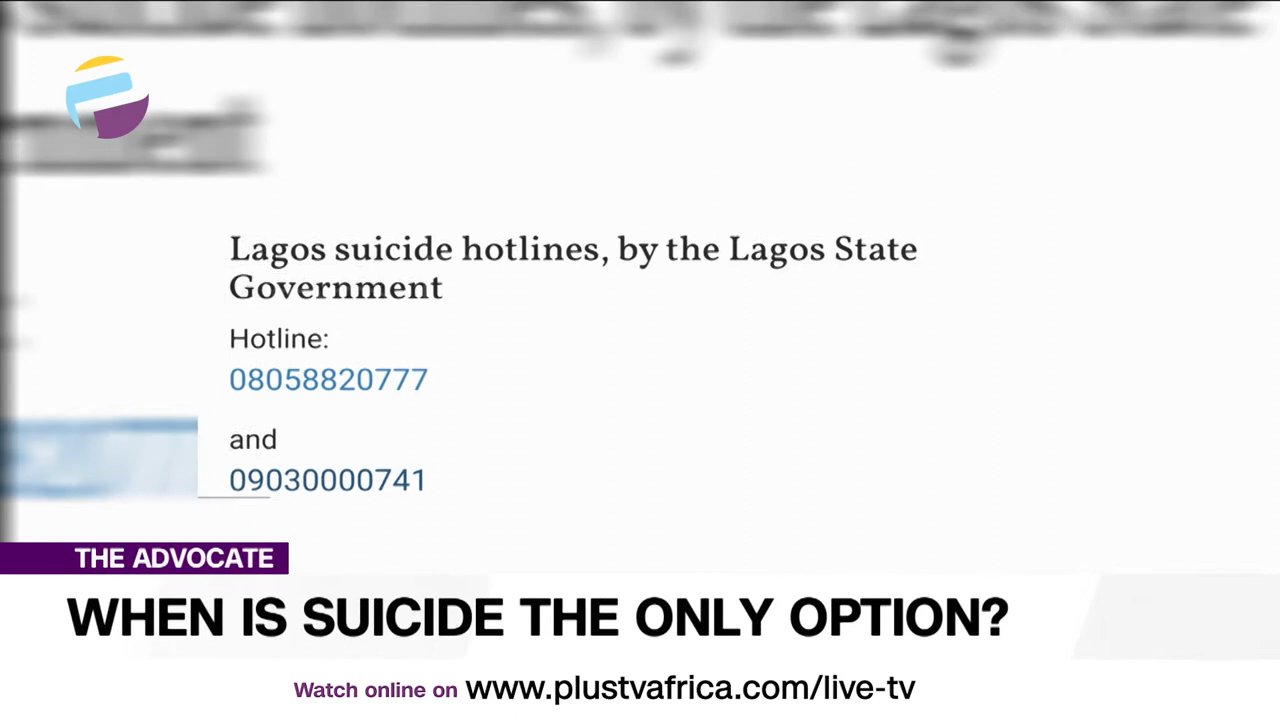 Lagos suicide hotlines, by the Lagos State
Government
Hotline:
08058820777
and
09030000741
THE ADVOCATE
WHEN IS SUICIDE THE ONLY OPTION?
Watch online on www.plustvafrica.com/live-tv